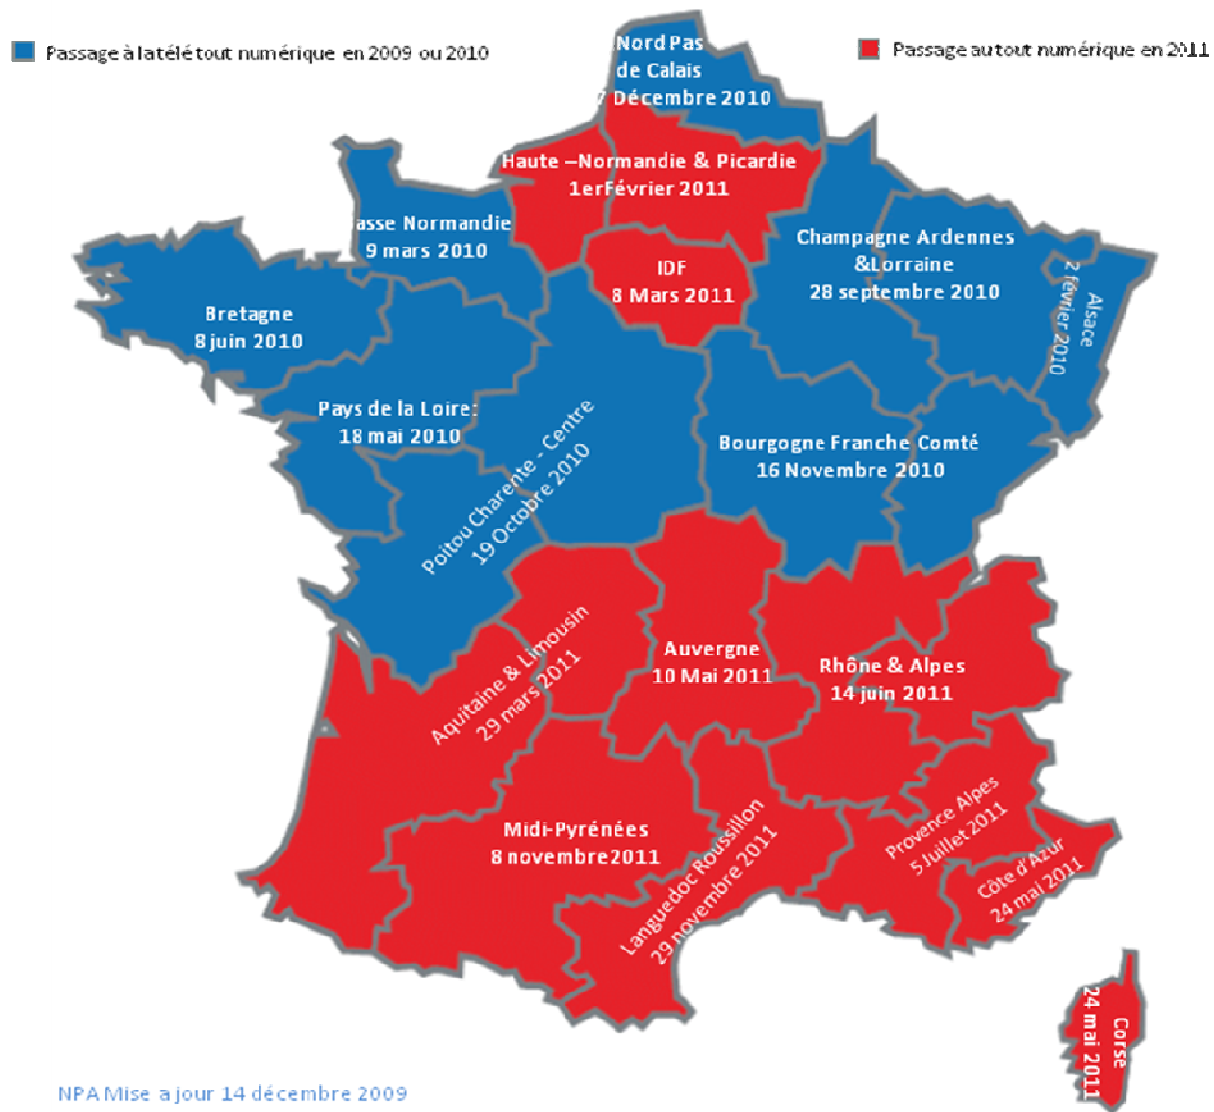 Passage à la télé tout numérique en 2009 ou 2010
Passage au tout numérique en 2011
Nord Pas
de Calais
7 Décembre 2010
Haute –Normandie & Picardie
1er Février 2011
asse Normandie
9 mars 2010
IDF
8 Mars 2011
Champagne Ardennes
&Lorraine
28 septembre 2010
Alsace
2 février 2010
Bretagne
8 juin 2010
Pays de la Loire:
18 mai 2010
Poitou Charente - Centre
19 Octobre 2010
Bourgogne Franche Comté
16 Novembre 2010
Aquitaine & Limousin
29 mars 2011
Auvergne
10 Mai 2011
Rhône & Alpes
14 juin 2011
Midi-Pyrénées
8 novembre 2011
Languedoc Roussillon
29 novembre 2011
Provence Alpes
5 Juillet 2011
Côte d'Azur
24 mai 2011
Corse
24 mai 2011
NPA Mise a jour 14 décembre 2009